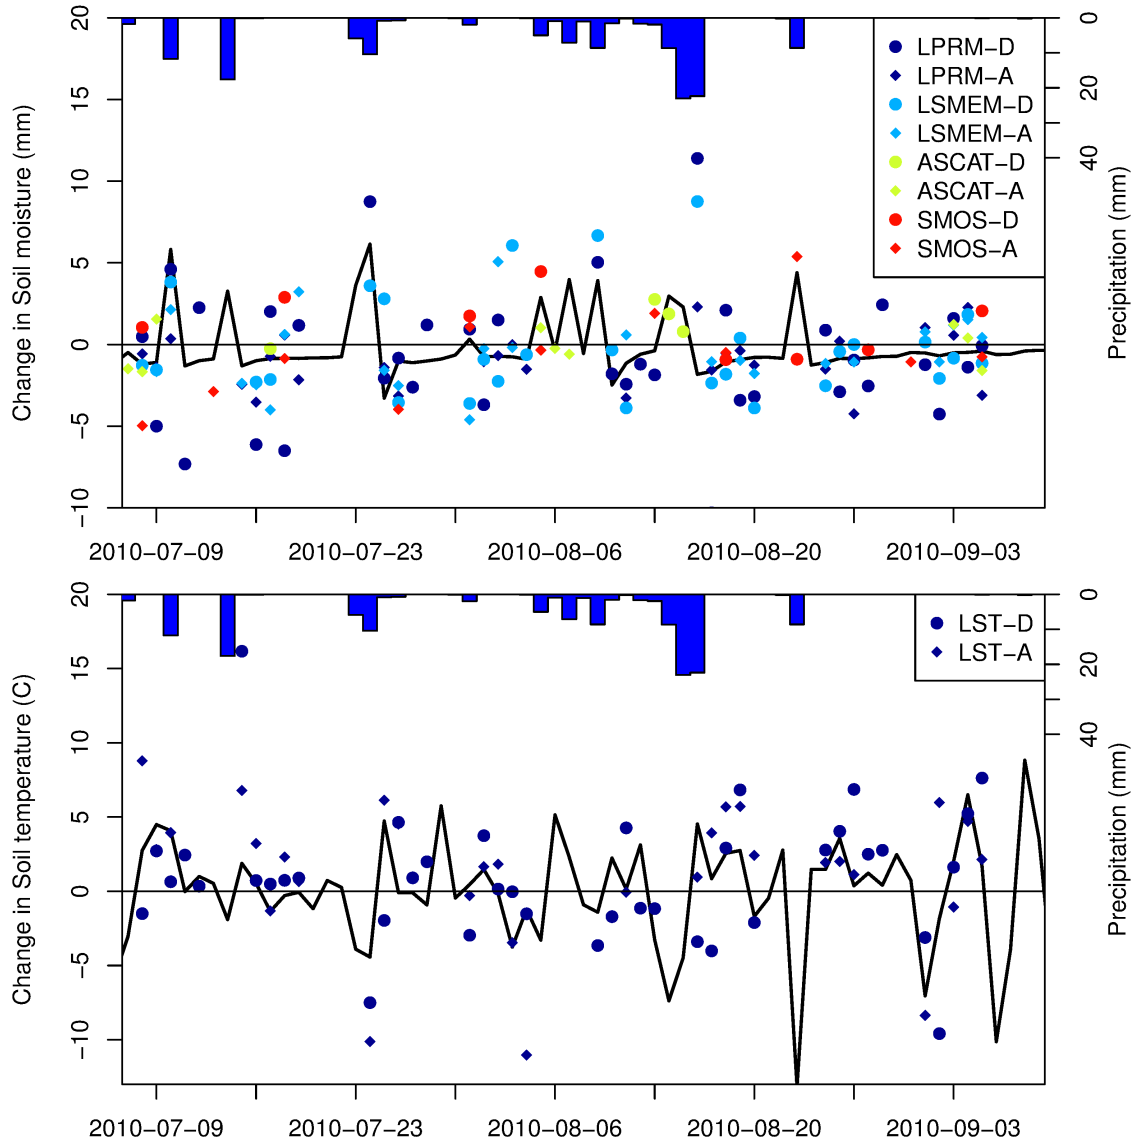 20
15
10
5
0
−5
−10
Change in Soil moisture (mm)
0
20
40
Precipitation (mm)
LPRM−D
LPRM−A
LSMEM−D
LSMEM−A
ASCAT−D
ASCAT−A
SMOS−D
SMOS−A
2010−07−09 2010−07−23 2010−08−06 2010−08−20 2010−09−03
20
15
10
5
0
−5
−10
Change in Soil temperature (C)
0
20
40
Precipitation (mm)
LST−D
LST−A
2010−07−09 2010−07−23 2010−08−06 2010−08−20 2010−09−03